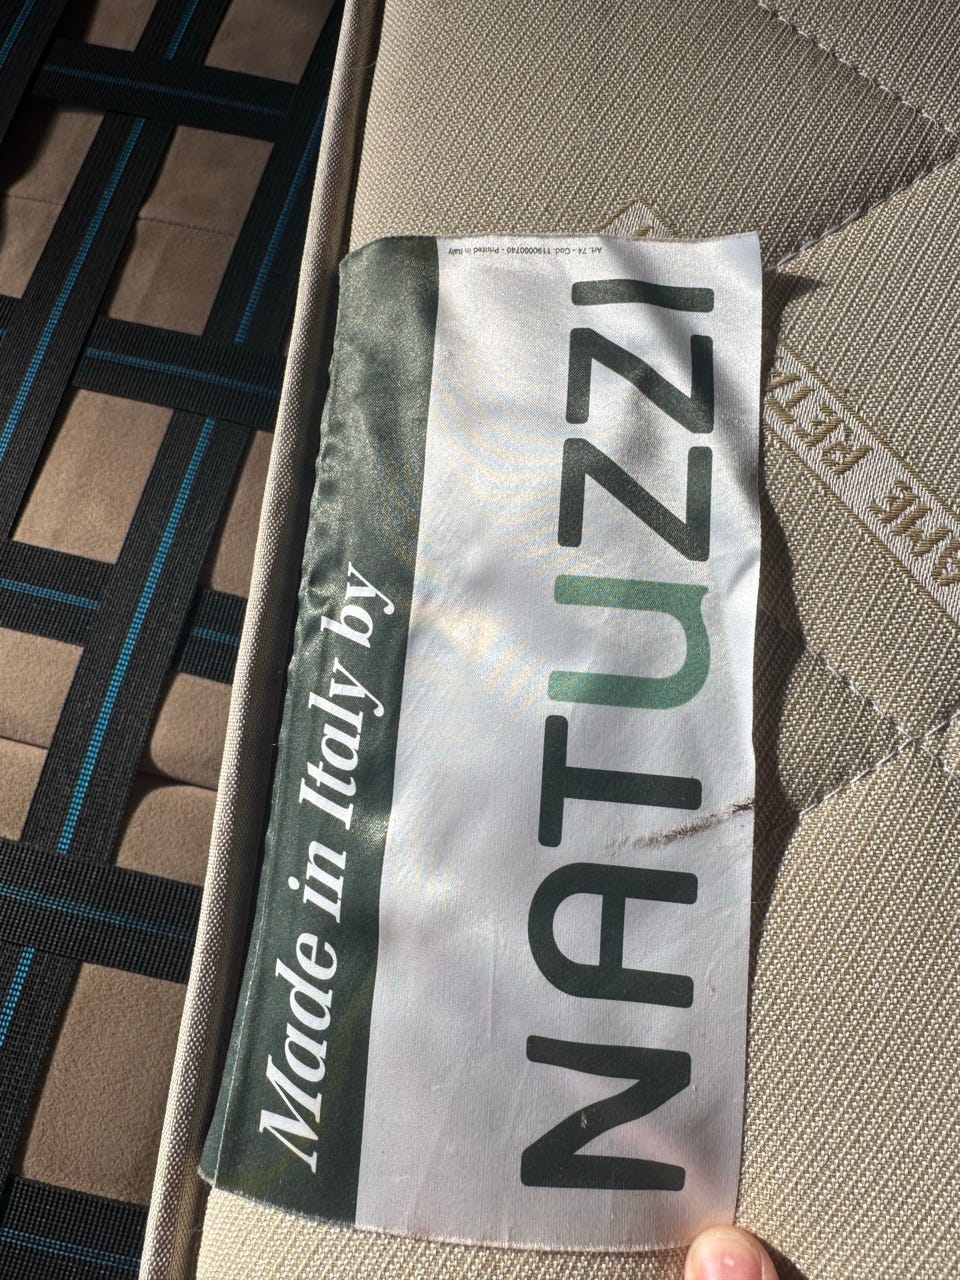 Made in Italy by
NATUZZI
Art. 74 - Cod. 1190000740 - Printed in Italy